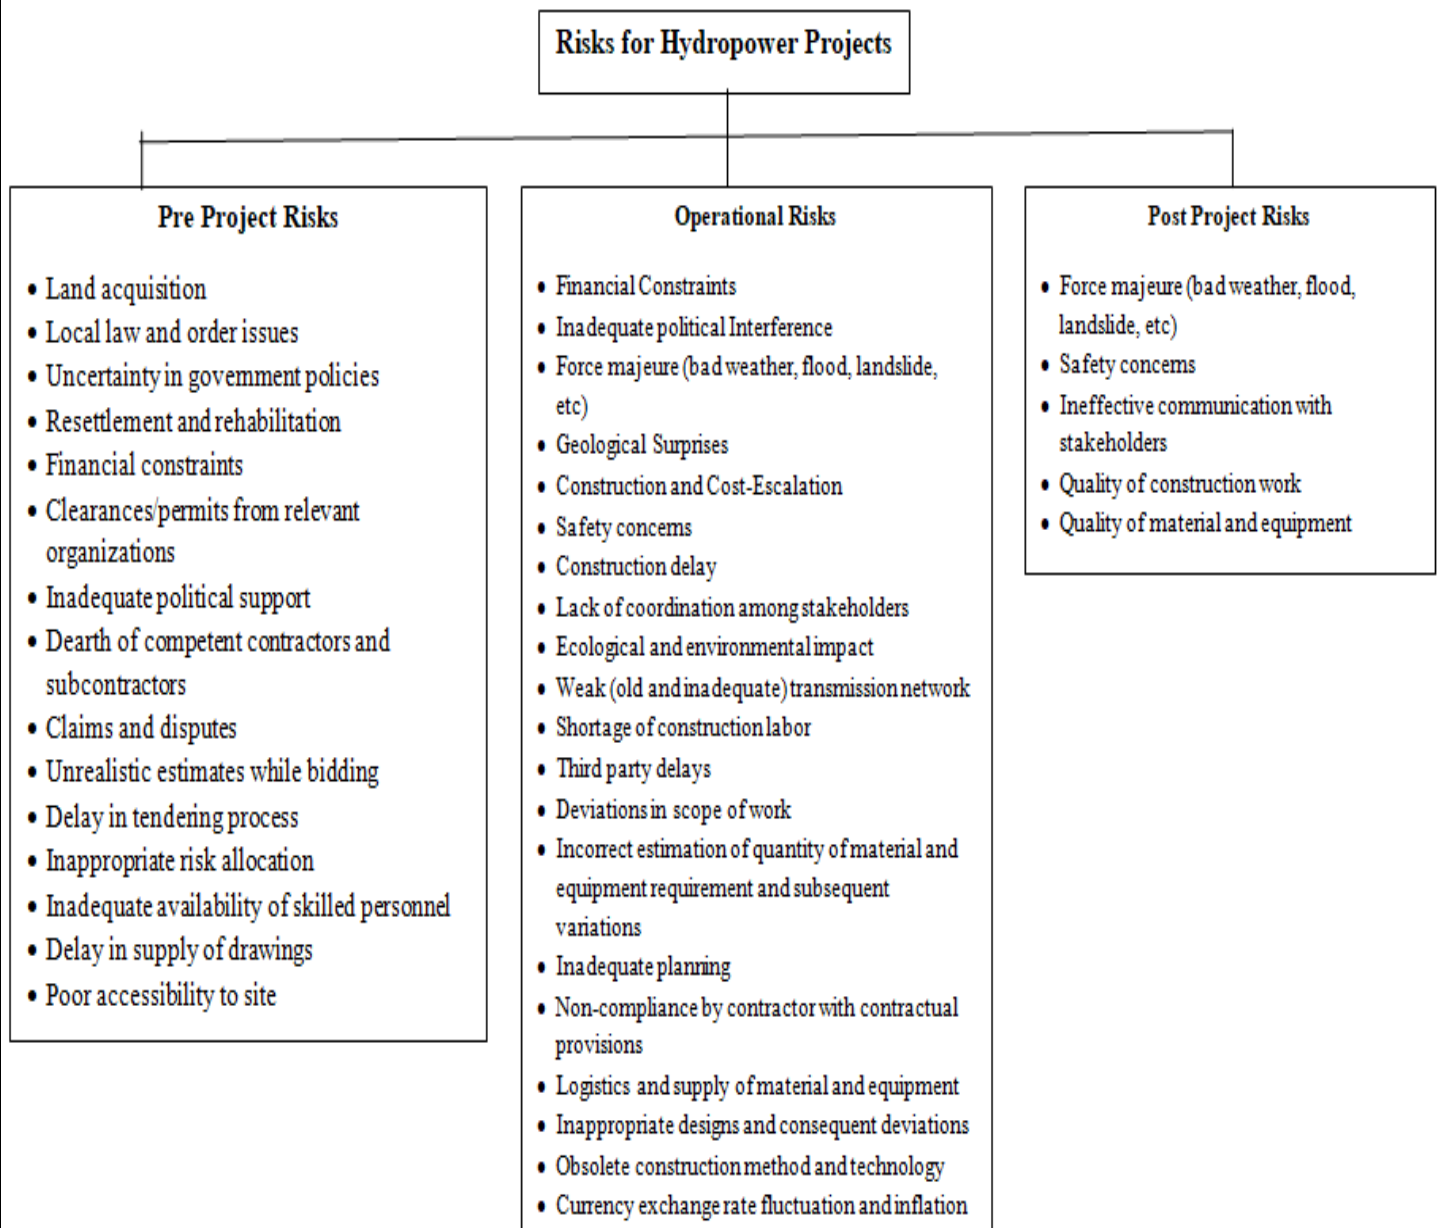 Risks for Hydropower Projects
Pre Project Risks
• Land acquisition
• Local law and order issues
• Uncertainty in government policies
• Resettlement and rehabilitation
• Financial constraints
• Clearances/permits from relevant
organizations
• Inadequate political support
• Dearth of competent contractors and
subcontractors
• Claims and disputes
• Unrealistic estimates while bidding
• Delay in tendering process
• Inappropriate risk allocation
• Inadequate availability of skilled personnel
• Delay in supply of drawings
• Poor accessibility to site
Operational Risks
• Financial Constraints
• Inadequate political Interference
• Force majeure (bad weather, flood, landslide,
etc)
• Geological Surprises
• Construction and Cost-Escalation
• Safety concerns
• Construction delay
• Lack of coordination among stakeholders
• Ecological and environmental impact
• Weak (old and inadequate) transmission network
• Shortage of construction labor
• Third party delays
• Deviations in scope of work
• Incorrect estimation of quantity of material and
equipment requirement and subsequent
variations
• Inadequate planning
• Non-compliance by contractor with contractual
provisions
• Logistics and supply of material and equipment
• Inappropriate designs and consequent deviations
• Obsolete construction method and technology
• Currency exchange rate fluctuation and inflation
Post Project Risks
• Force majeure (bad weather, flood,
landslide, etc)
• Safety concerns
• Ineffective communication with
stakeholders
• Quality of construction work
• Quality of material and equipment